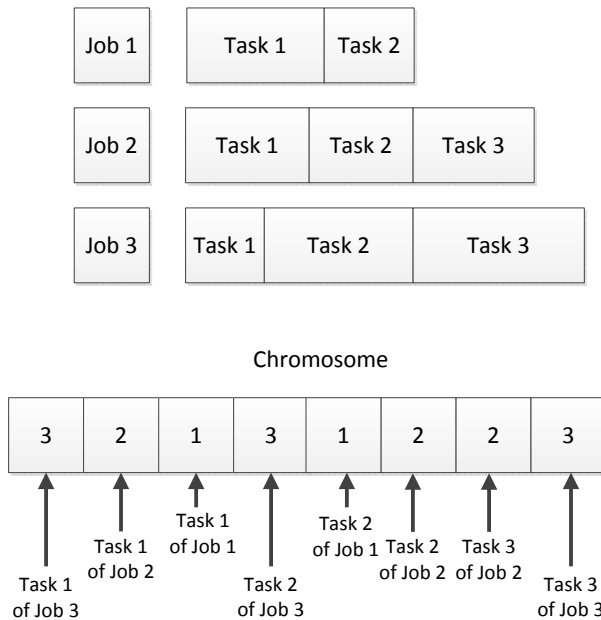 Job 1
Task 1
Task 2
Job 2
Task 1
Task 2
Task 3
Job 3
Task 1
Task 2
Task 3
Chromosome
3
2
1
3
1
2
2
3
Task 1
of Job 3
Task 1
of Job 2
Task 1
of Job 1
Task 2
of Job 3
Task 2
of Job 1
Task 2
of Job 2
Task 3
of Job 2
Task 3
of Job 3